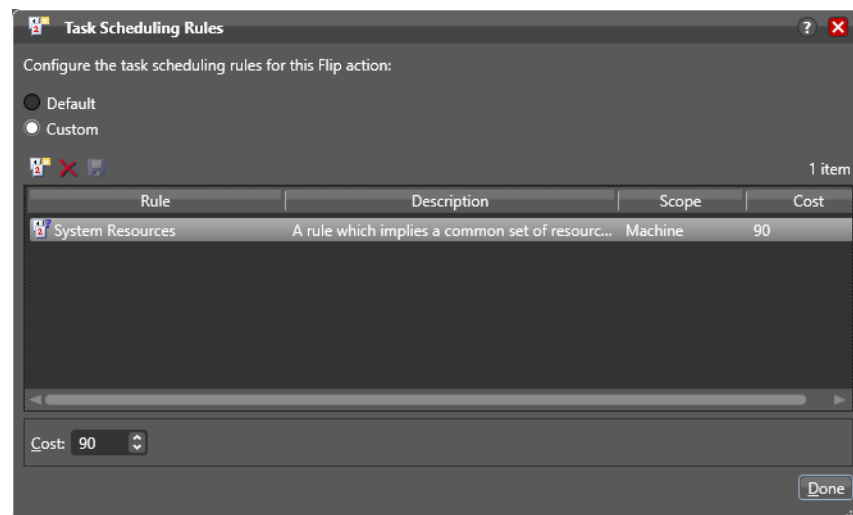 Task Scheduling Rules
Configure the task scheduling rules for this Flip action:
Default
Custom
1 item
Rule Description Scope Cost
System Resources A rule which implies a common set of resourc... Machine 90
Cost: 90
Done